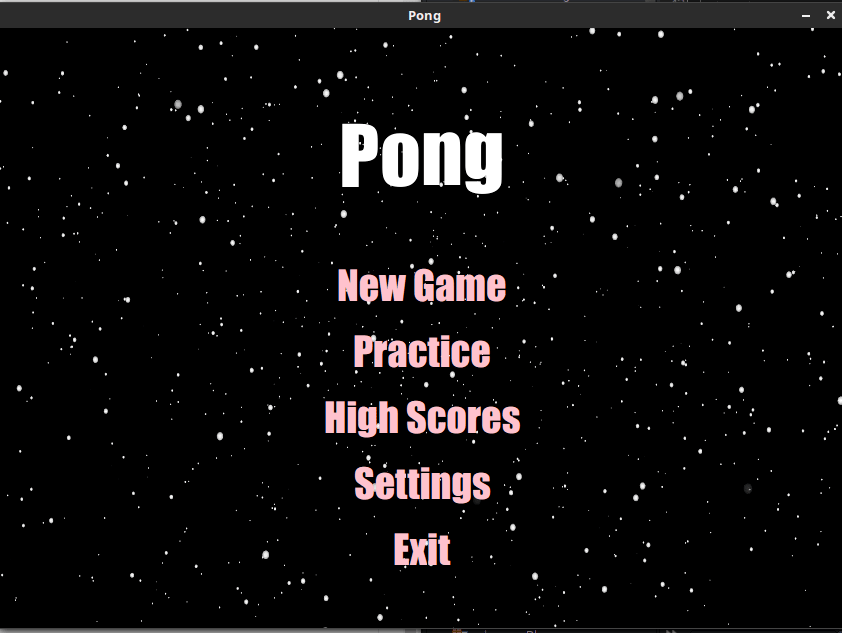 Pong
Pong
New Game
Practice
High Scores
Settings
Exit